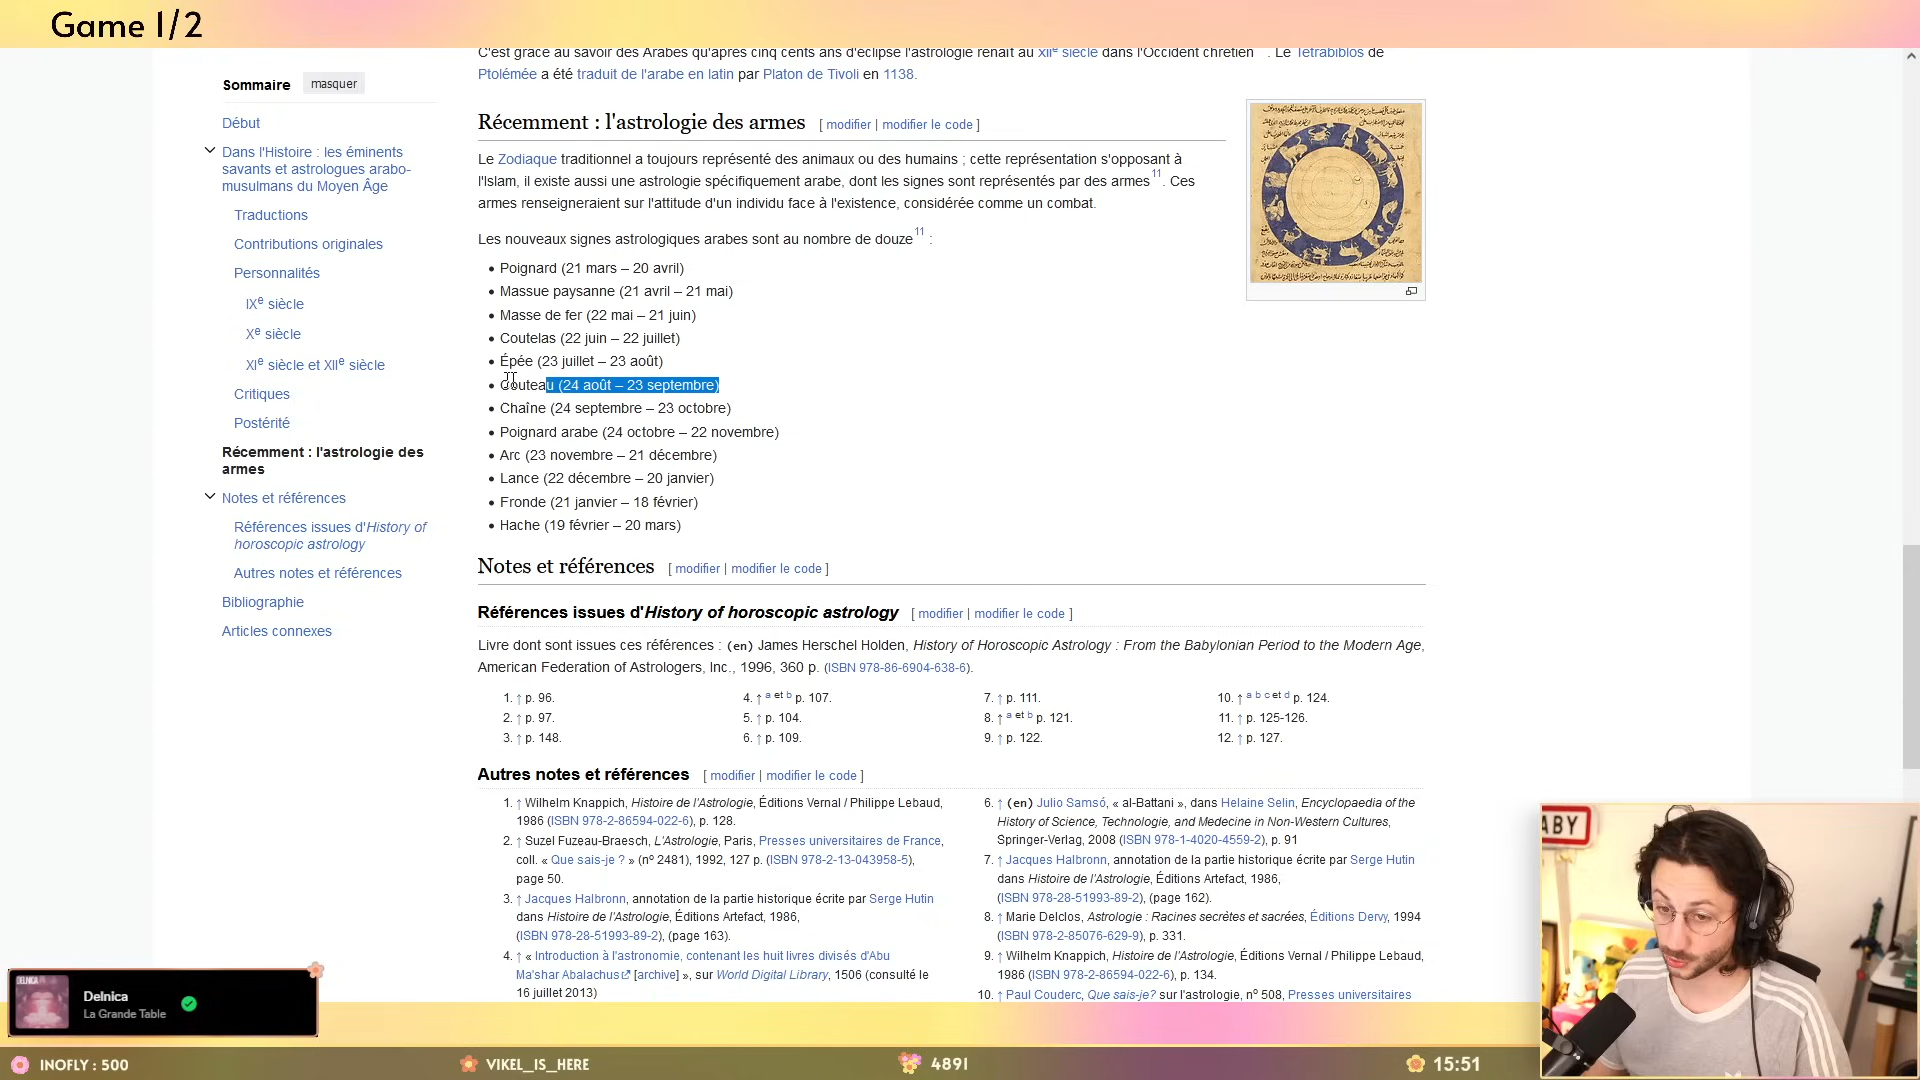 Game 1/2
C'est grâce au savoir des Arabes qu'après cinq cents ans d'éclipse l'astrologie renaît au XIIe siècle dans l'Occident chrétien . Le Tetrabiblos de
Ptolémée a été traduit de l'arabe en latin par Platon de Tivoli en 1138.
Sommaire masquer
Début
Dans l'Histoire : les éminents
savants et astrologues arabo-
musulmans du Moyen Âge
Traductions
Contributions originales
Personnalités
IXe siècle
Xe siècle
XIe siècle et XIIe siècle
Critiques
Postérité
Récemment : l'astrologie des
armes
Notes et références
Références issues d'History of
horoscopic astrology
Autres notes et références
Bibliographie
Articles connexes
Récemment : l'astrologie des armes [ modifier | modifier le code ]
Le Zodiaque traditionnel a toujours représenté des animaux ou des humains ; cette représentation s'opposant à
l'Islam, il existe aussi une astrologie spécifiquement arabe, dont les signes sont représentés par des armes11. Ces
armes renseigneraient sur l'attitude d'un individu face à l'existence, considérée comme un combat.
Les nouveaux signes astrologiques arabes sont au nombre de douze11 :
• Poignard (21 mars – 20 avril)
• Massue paysanne (21 avril – 21 mai)
• Masse de fer (22 mai – 21 juin)
• Coutelas (22 juin – 22 juillet)
• Épée (23 juillet – 23 août)
• Couteau (24 août – 23 septembre)
• Chaîne (24 septembre – 23 octobre)
• Poignard arabe (24 octobre – 22 novembre)
• Arc (23 novembre – 21 décembre)
• Lance (22 décembre – 20 janvier)
• Fronde (21 janvier – 18 février)
• Hache (19 février – 20 mars)
Notes et références [ modifier | modifier le code ]
Références issues d'History of horoscopic astrology [ modifier | modifier le code ]
Livre dont sont issues ces références : (en) James Herschel Holden, History of Horoscopic Astrology : From the Babylonian Period to the Modern Age,
American Federation of Astrologers, Inc., 1996, 360 p. (ISBN 978-86-6904-638-6).
1. ↑ p. 96.
2. ↑ p. 97.
3. ↑ p. 148.
4. ↑ a et b p. 107.
5. ↑ p. 104.
6. ↑ p. 109.
7. ↑ p. 111.
8. ↑ a et b p. 121.
9. ↑ p. 122.
10. ↑ a b c et d p. 124.
11. ↑ p. 125-126.
12. ↑ p. 127.
Autres notes et références [ modifier | modifier le code ]
1. ↑ Wilhelm Knappich, Histoire de l'Astrologie, Éditions Vernal / Philippe Lebaud,
1986 (ISBN 978-2-86594-022-6), p. 128.
2. ↑ Suzel Fuzeau-Braesch, L'Astrologie, Paris, Presses universitaires de France,
coll. « Que sais-je ? » (no 2481), 1992, 127 p. (ISBN 978-2-13-043958-5),
page 50.
3. ↑ Jacques Halbronn, annotation de la partie historique écrite par Serge Hutin
dans Histoire de l'Astrologie, Éditions Artefact, 1986,
(ISBN 978-28-51993-89-2), (page 163).
4. ↑ « Introduction à l'astronomie, contenant les huit livres divisés d'Abu
Ma'shar Abalachus [archive] », sur World Digital Library, 1506 (consulté le
16 juillet 2013)
6. ↑ (en) Julio Samsó, « al-Battani », dans Helaine Selin, Encyclopaedia of the
History of Science, Technologie, and Medecine in Non-Western Cultures,
Springer-Verlag, 2008 (ISBN 978-1-4020-4559-2), p. 91
7. ↑ Jacques Halbronn, annotation de la partie historique écrite par Serge Hutin
dans Histoire de l'Astrologie, Éditions Artefact, 1986,
(ISBN 978-28-51993-89-2), (page 162).
8. ↑ Marie Delclos, Astrologie : Racines secrètes et sacrées, Éditions Dervy, 1994
(ISBN 978-2-85076-629-9), p. 331.
9. ↑ Wilhelm Knappich, Histoire de l'Astrologie, Éditions Vernal / Philippe Lebaud,
1986 (ISBN 978-2-86594-022-6), p. 134.
10. ↑ Paul Couderc, Que sais-je? sur l'astrologie, no 508, Presses universitaires
DELNICA
Delnica
La Grande Table
ABY
INOFLY : 500
VIKEL_IS_HERE
4891
15:51